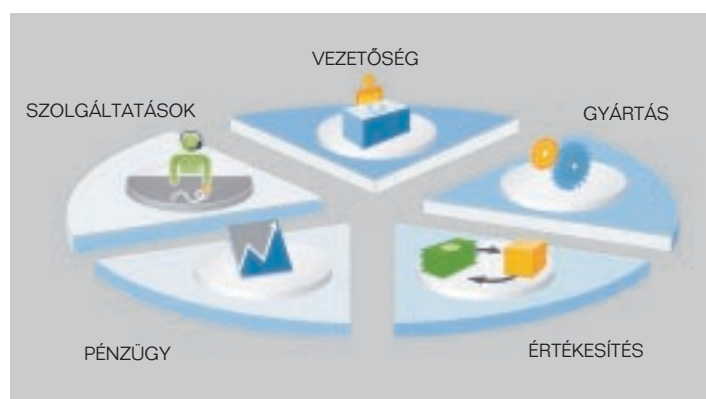 VEZETŐSÉG
SZOLGÁLTATÁSOK
GYÁRTÁS
PÉNZÜGY
ÉRTÉKESÍTÉS